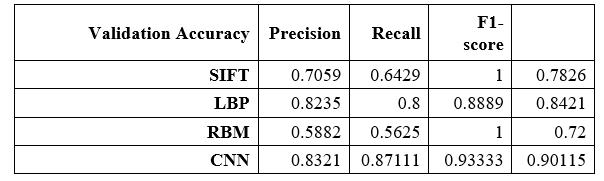 Validation Accuracy Precision Recall F1-score
SIFT 0.7059 0.6429 1 0.7826
LBP 0.8235 0.8 0.8889 0.8421
RBM 0.5882 0.5625 1 0.72
CNN 0.8321 0.87111 0.93333 0.90115